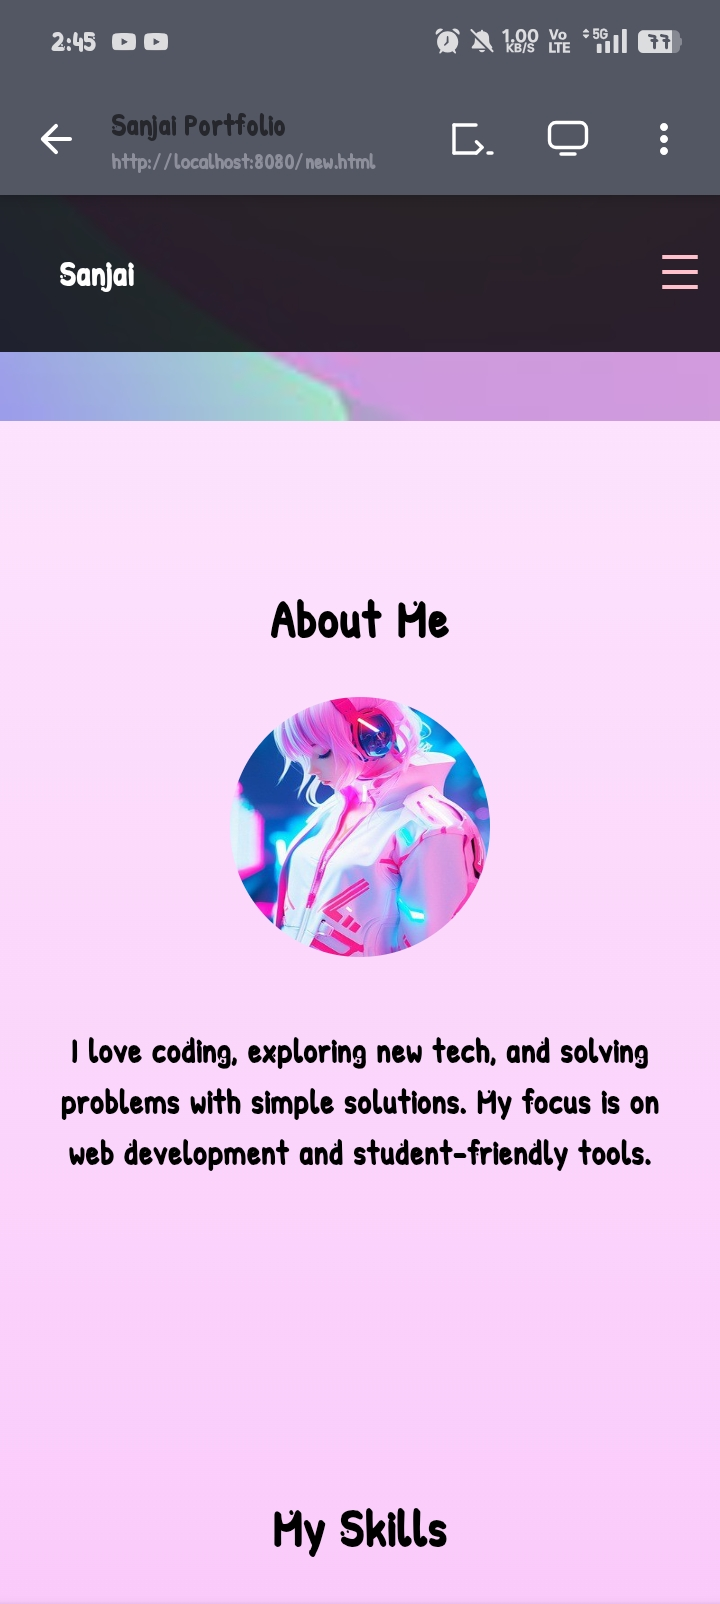 2:45
1.00 KB/S
Vo LTE
5G
77
Sanjai Portfolio
http://localhost:8080/new.html
Sanjai
About Me
I love coding, exploring new tech, and solving
problems with simple solutions. My focus is on
web development and student-friendly tools.
My Skills